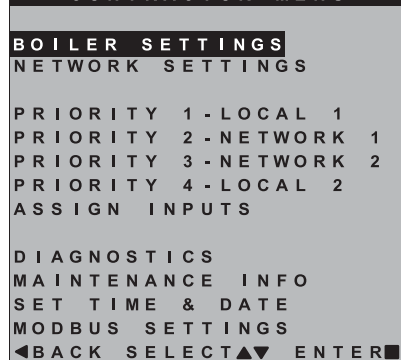 BOILER SETTINGS
NETWORK SETTINGS
PRIORITY 1-LOCAL 1
PRIORITY 2-NETWORK 1
PRIORITY 3-NETWORK 2
PRIORITY 4-LOCAL 2
ASSIGN INPUTS
DIAGNOSTICS
MAINTENANCE INFO
SET TIME & DATE
MODBUS SETTINGS
◀BACK SELECT▲▼ ENTER■